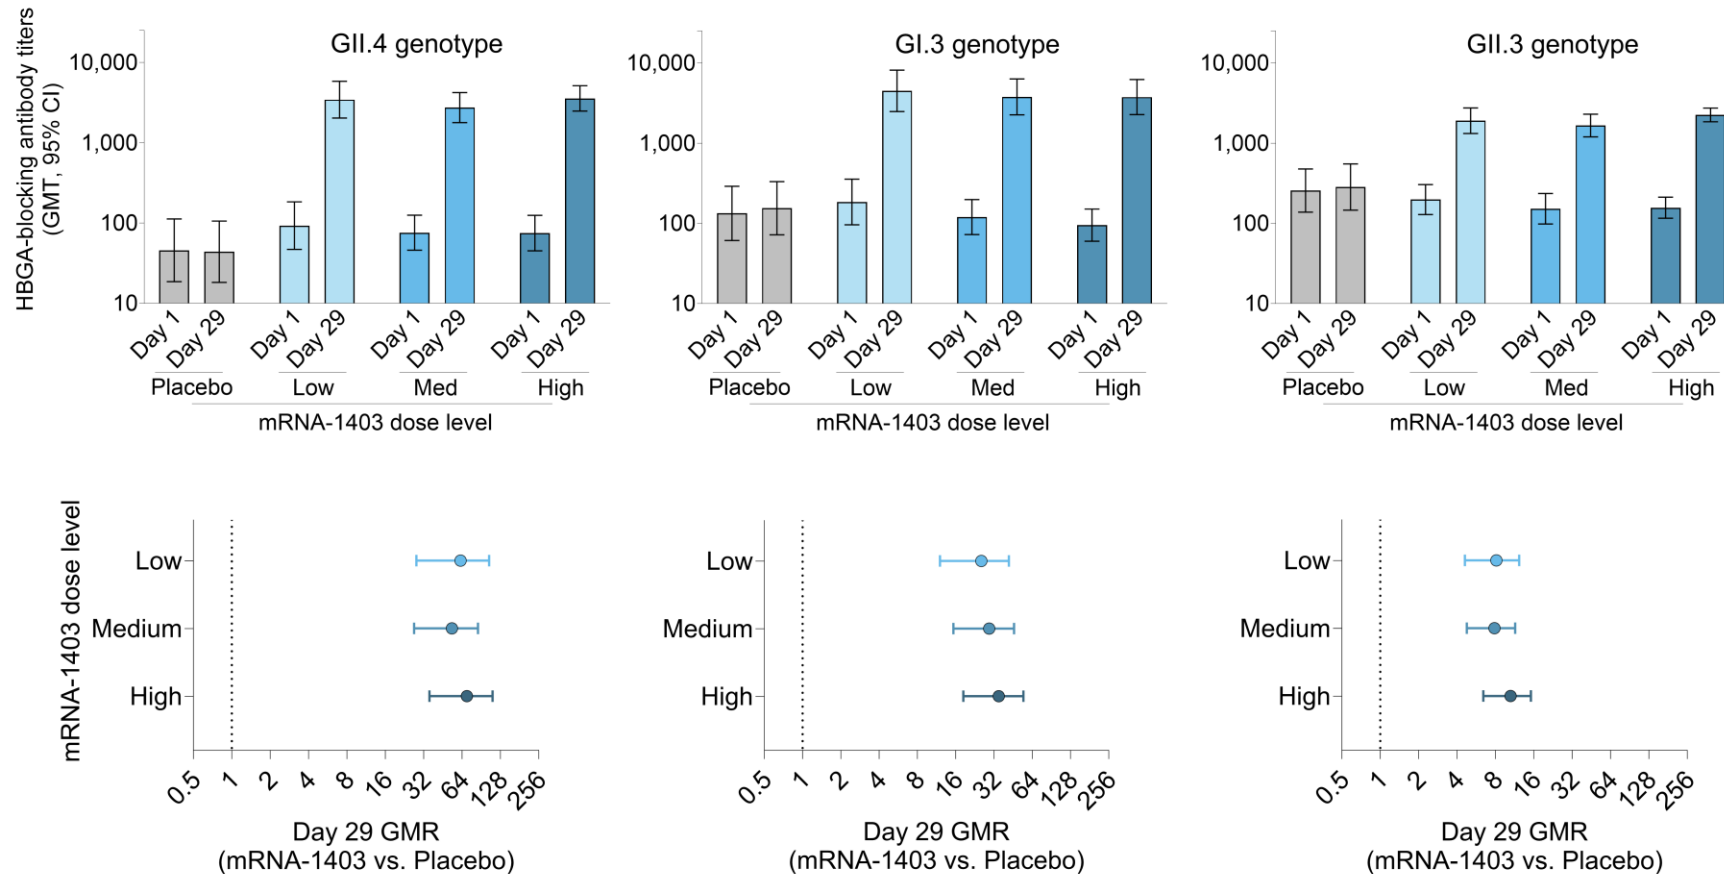 HBGA-blocking antibody titers
(GMT, 95% CI)
GII.4 genotype
10,000
1,000
100
10
Day 1
Day 29
Day 1
Day 29
Day 1
Day 29
Day 1
Day 29
Placebo
Low
Med
High
mRNA-1403 dose level
GI.3 genotype
10,000
1,000
100
10
Day 1
Day 29
Day 1
Day 29
Day 1
Day 29
Day 1
Day 29
Placebo
Low
Med
High
mRNA-1403 dose level
GII.3 genotype
10,000
1,000
100
10
Day 1
Day 29
Day 1
Day 29
Day 1
Day 29
Day 1
Day 29
Placebo
Low
Med
High
mRNA-1403 dose level
mRNA-1403 dose level
Low
Medium
High
0.5 1 2 4 8 16 32 64 128 256
Day 29 GMR
(mRNA-1403 vs. Placebo)
Low
Medium
High
0.5 1 2 4 8 16 32 64 128 256
Day 29 GMR
(mRNA-1403 vs. Placebo)
Low
Medium
High
0.5 1 2 4 8 16 32 64 128 256
Day 29 GMR
(mRNA-1403 vs. Placebo)